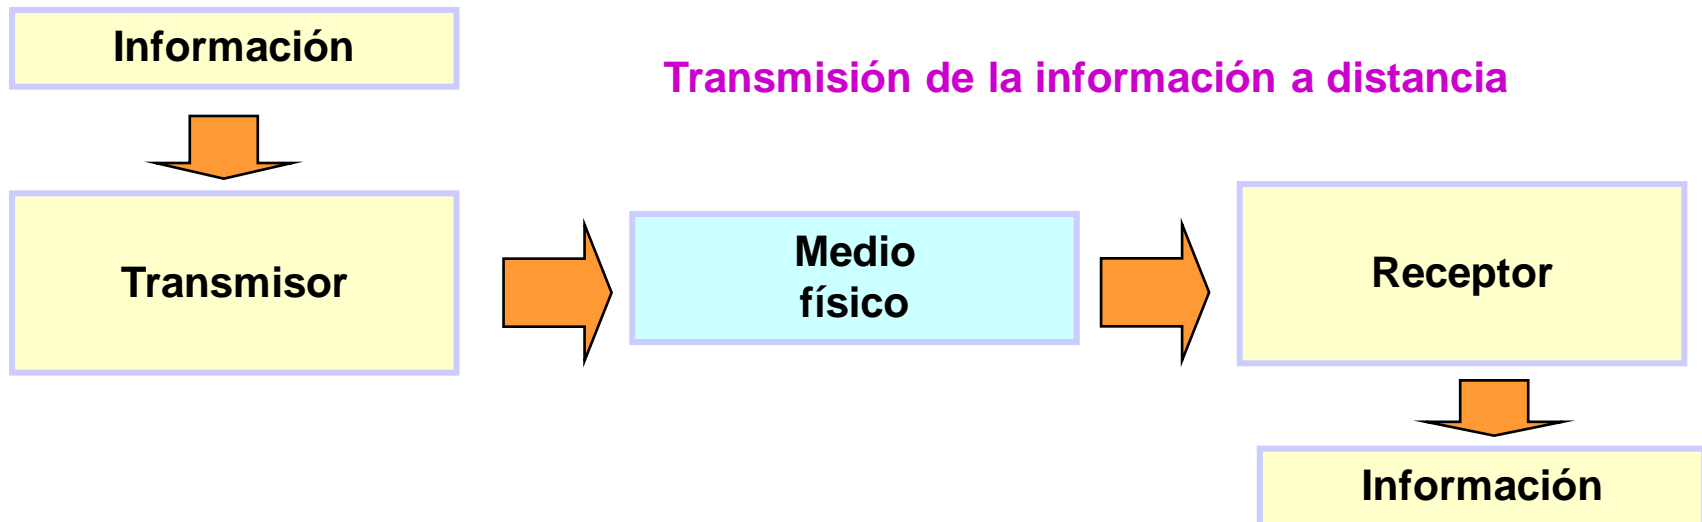 Información
Transmisión de la información a distancia
Transmisor
Medio
físico
Receptor
Información